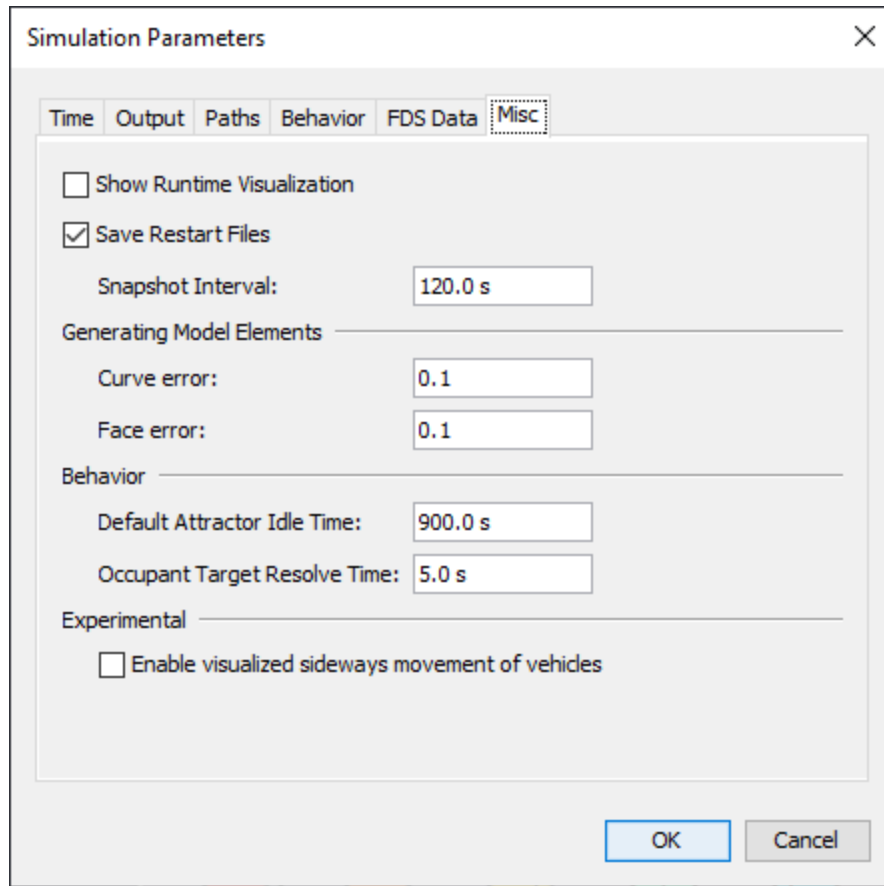 Simulation Parameters
Time Output Paths Behavior FDS Data Misc
Show Runtime Visualization
Save Restart Files
Snapshot Interval: 120.0 s
Generating Model Elements
Curve error: 0.1
Face error: 0.1
Behavior
Default Attractor Idle Time: 900.0 s
Occupant Target Resolve Time: 5.0 s
Experimental
Enable visualized sideways movement of vehicles
OK Cancel